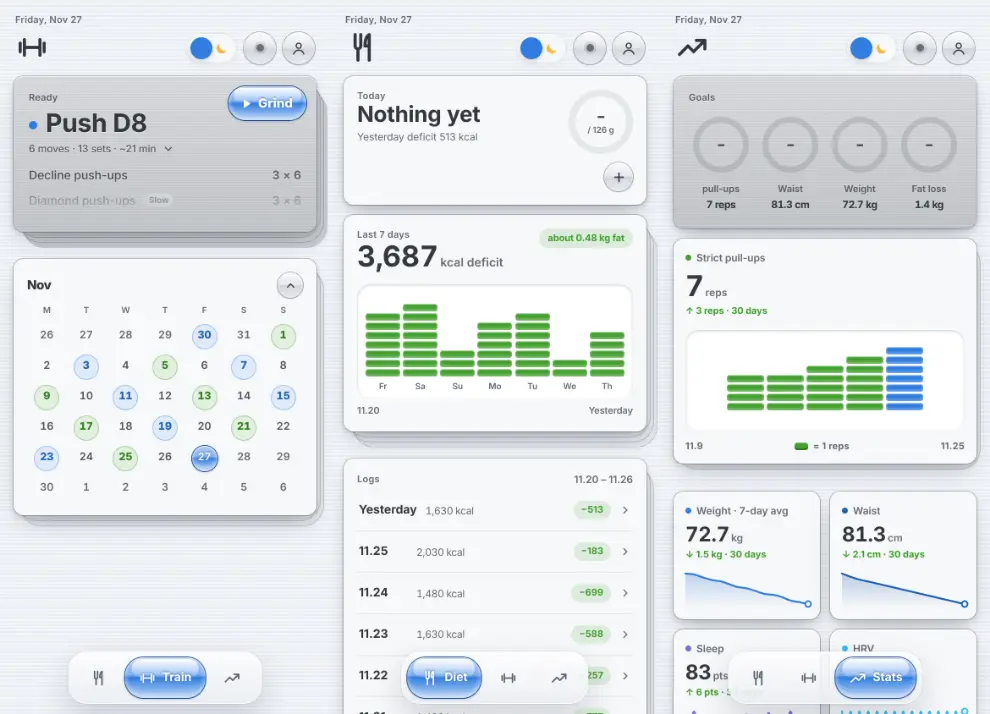 Friday, Nov 27
Ready
Grind
Push D8
6 moves · 13 sets · ~21 min
Decline push-ups 3 × 6
Diamond push-ups Slow 3 × 6
Nov
M T W T F S S
26 27 28 29 30 31 1
2 3 4 5 6 7 8
9 10 11 12 13 14 15
16 17 18 19 20 21 22
23 24 25 26 27 28 29
30 1 2 3 4 5 6
Train
Friday, Nov 27
Today
Nothing yet
Yesterday deficit 513 kcal
-
/ 126 g
+
Last 7 days
about 0.48 kg fat
3,687 kcal deficit
Fr Sa Su Mo Tu We Th
11.20 Yesterday
Logs 11.20 – 11.26
Yesterday 1,630 kcal −513
11.25 2,030 kcal −183
11.24 1,480 kcal −699
11.23 1,630 kcal −588
11.22 257
Diet
Friday, Nov 27
Goals
- - - -
pull-ups Waist Weight Fat loss
7 reps 81.3 cm 72.7 kg 1.4 kg
Strict pull-ups
7 reps
↑ 3 reps · 30 days
11.9 = 1 reps 11.25
Weight · 7-day avg
72.7 kg
↓ 1.5 kg · 30 days
Waist
81.3 cm
↓ 2.1 cm · 30 days
Sleep
83 pts
↑ 6 pts · 3
HRV
Stats